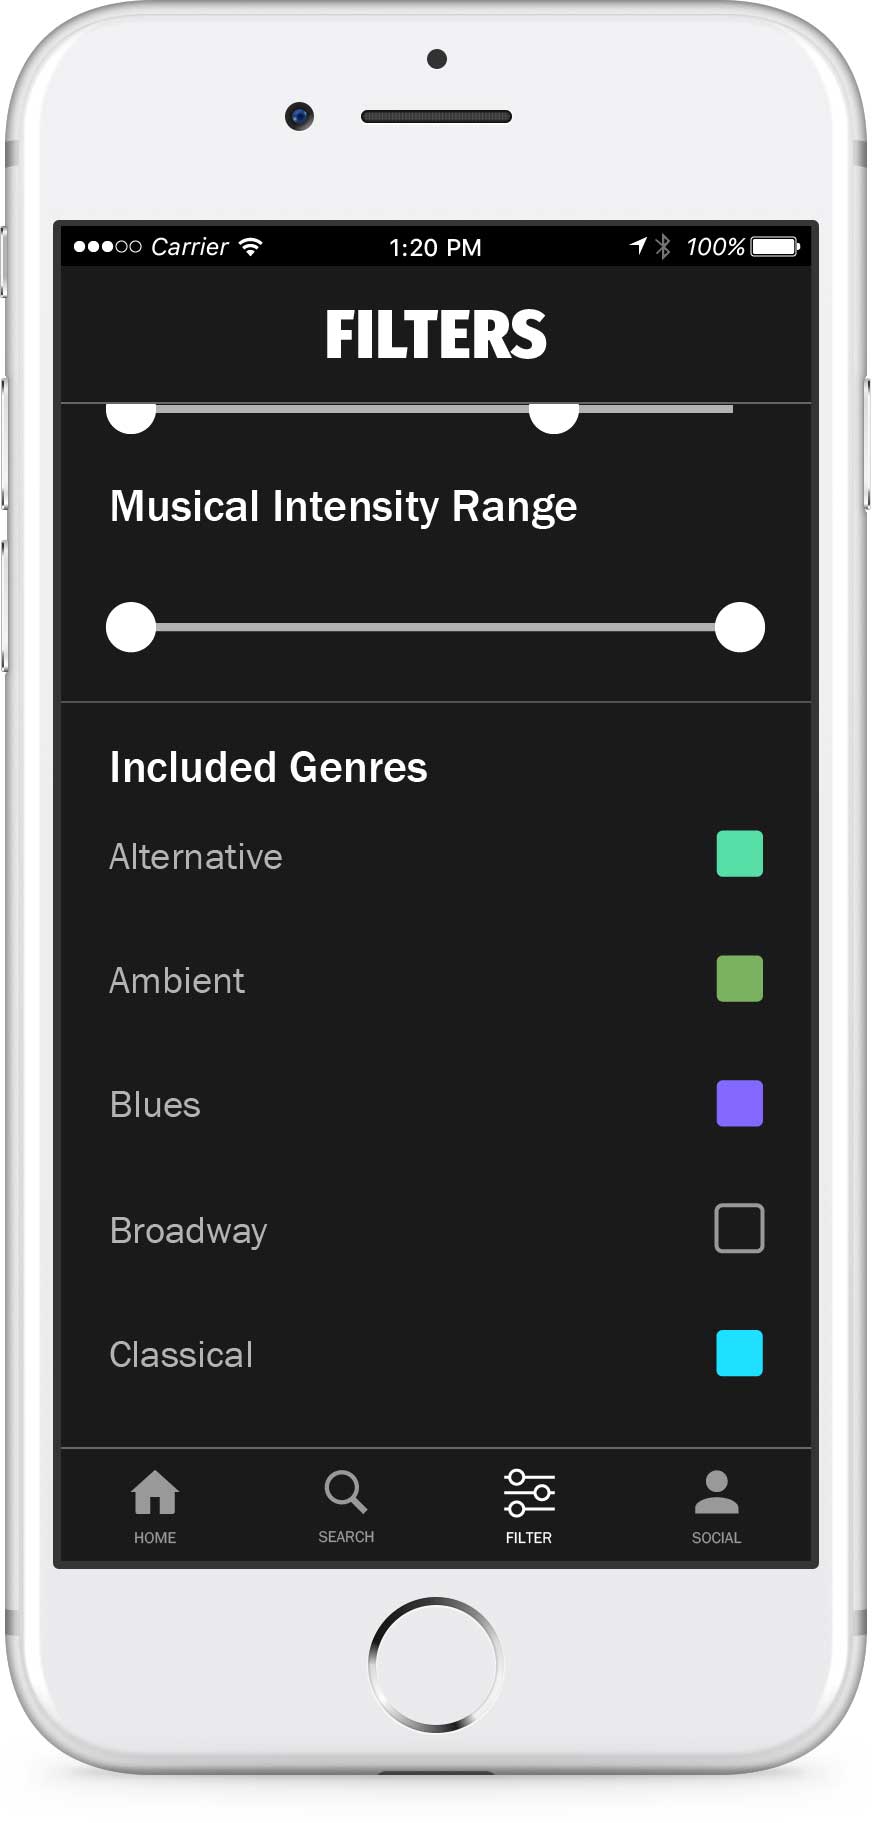 Carrier 1:20 PM 100%
FILTERS
Musical Intensity Range
Included Genres
Alternative
Ambient
Blues
Broadway
Classical
HOME SEARCH FILTER SOCIAL